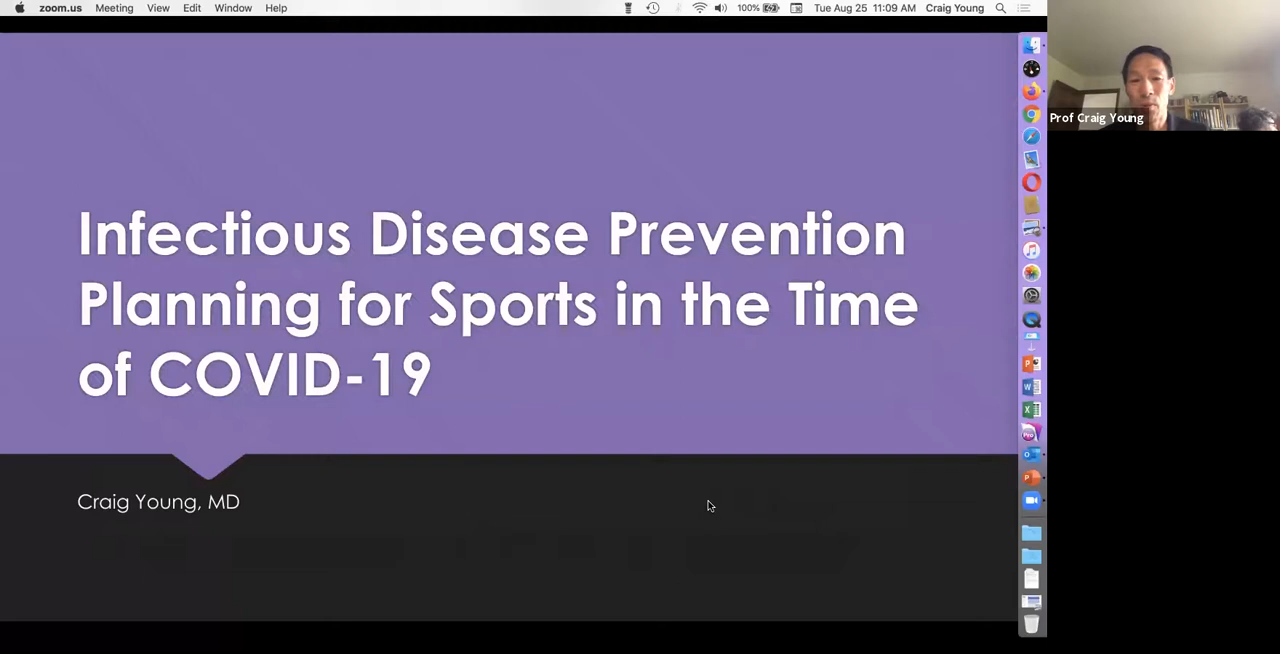 zoom.us Meeting View Edit Window Help 100% Tue Aug 25 11:09 AM Craig Young
Prof Craig Young
Infectious Disease Prevention
Planning for Sports in the Time
of COVID-19
Craig Young, MD